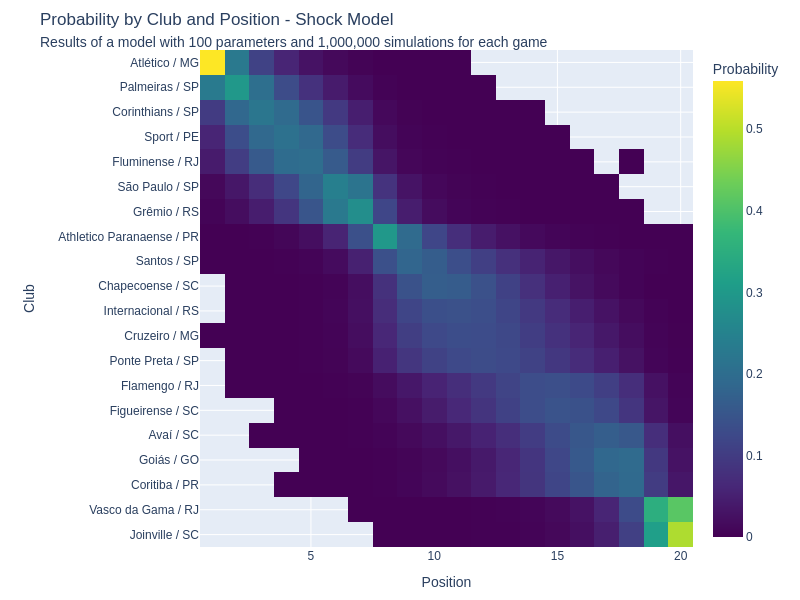 Probability by Club and Position - Shock Model
Results of a model with 100 parameters and 1,000,000 simulations for each game
Probability
Club
Atlético / MG
Palmeiras / SP
Corinthians / SP
Sport / PE
Fluminense / RJ
São Paulo / SP
Grêmio / RS
Athletico Paranaense / PR
Santos / SP
Chapecoense / SC
Internacional / RS
Cruzeiro / MG
Ponte Preta / SP
Flamengo / RJ
Figueirense / SC
Avaí / SC
Goiás / GO
Coritiba / PR
Vasco da Gama / RJ
Joinville / SC
0.5
0.4
0.3
0.2
0.1
0
5
10
15
20
Position